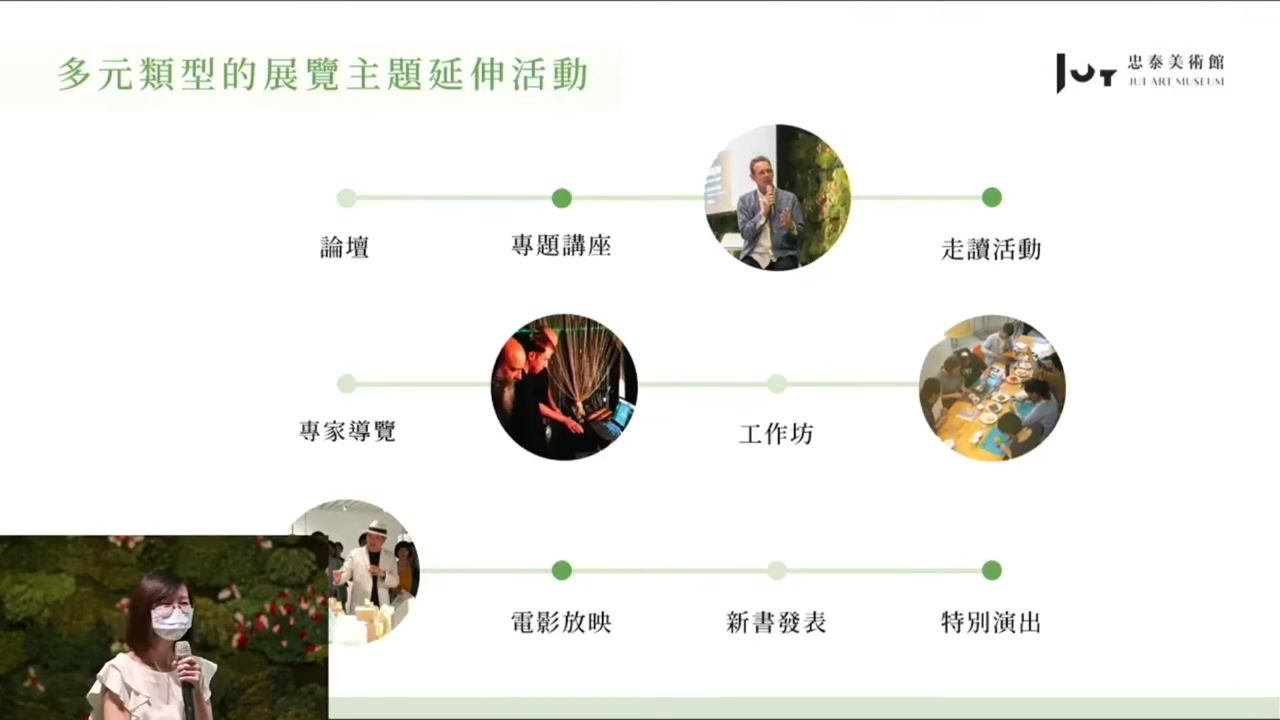 多元類型的展覽主題延伸活動
JUT 忠泰美術館
JUT ART MUSEUM
論壇
專題講座
走讀活動
專家導覽
工作坊
電影放映
新書發表
特別演出